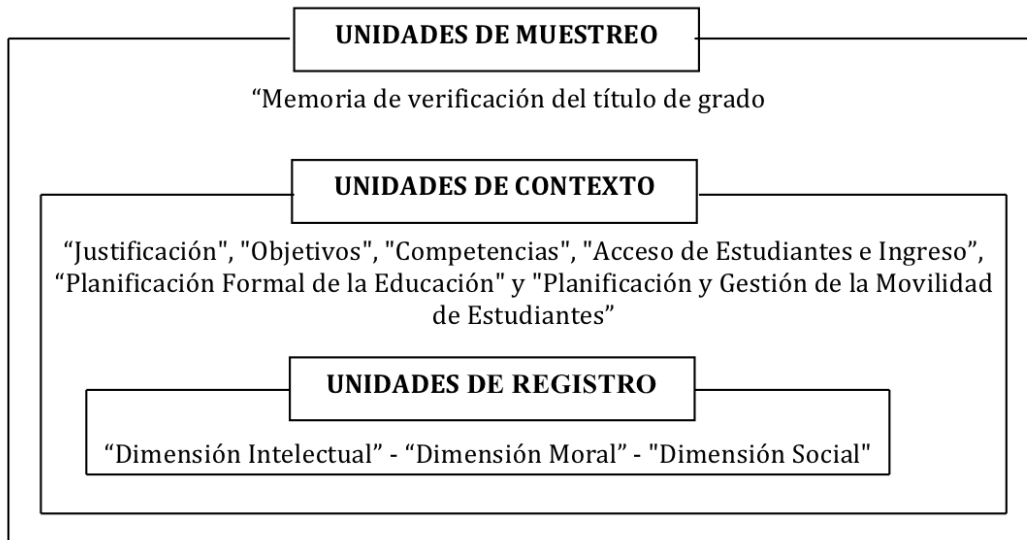 UNIDADES DE MUESTREO
“Memoria de verificación del título de grado
UNIDADES DE CONTEXTO
“Justificación", "Objetivos", "Competencias", "Acceso de Estudiantes e Ingreso”,
“Planificación Formal de la Educación" y "Planificación y Gestión de la Movilidad
de Estudiantes”
UNIDADES DE REGISTRO
“Dimensión Intelectual” - “Dimensión Moral” - "Dimensión Social"